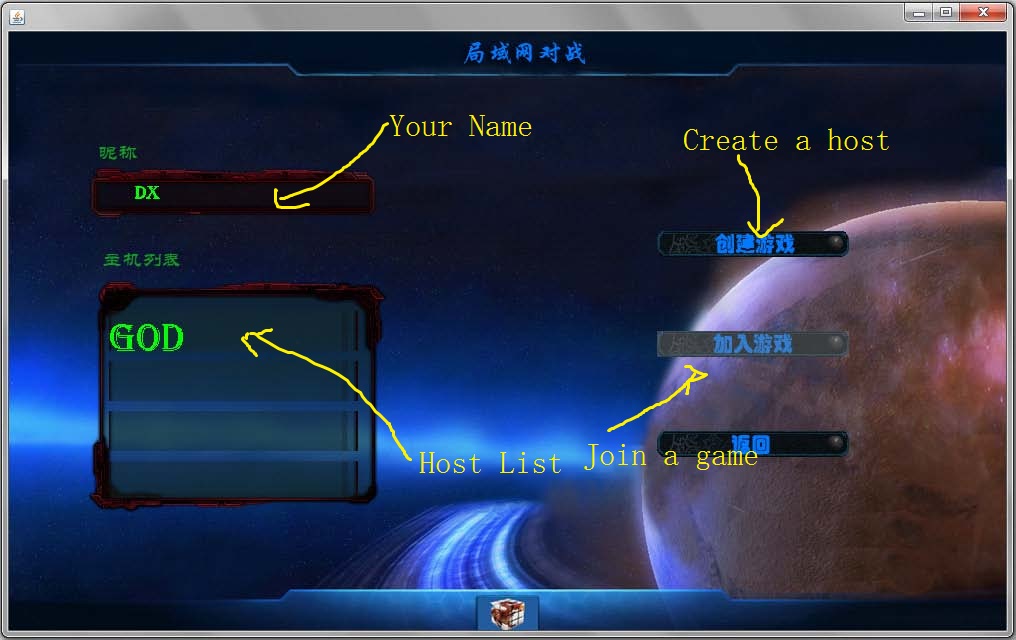 局域网对战
Your Name
Create a host
昵称
DX
创建游戏
主机列表
GOD
加入游戏
Host List
Join a game
返回